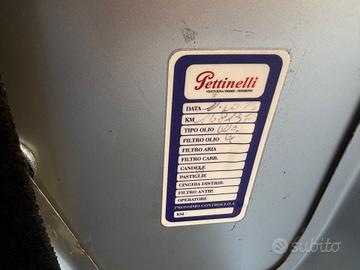 Pettinelli
DATA
KM
TIPO OLIO
FILTRO OLIO
FILTRO ARIA
FILTRO CARB.
CANDELE
PASTIGLIE
CINGHIA DISTRIB.
FILTRO ANTIP.
OPERATORE
PROSSIMO CONTROLLO A
KM
subito